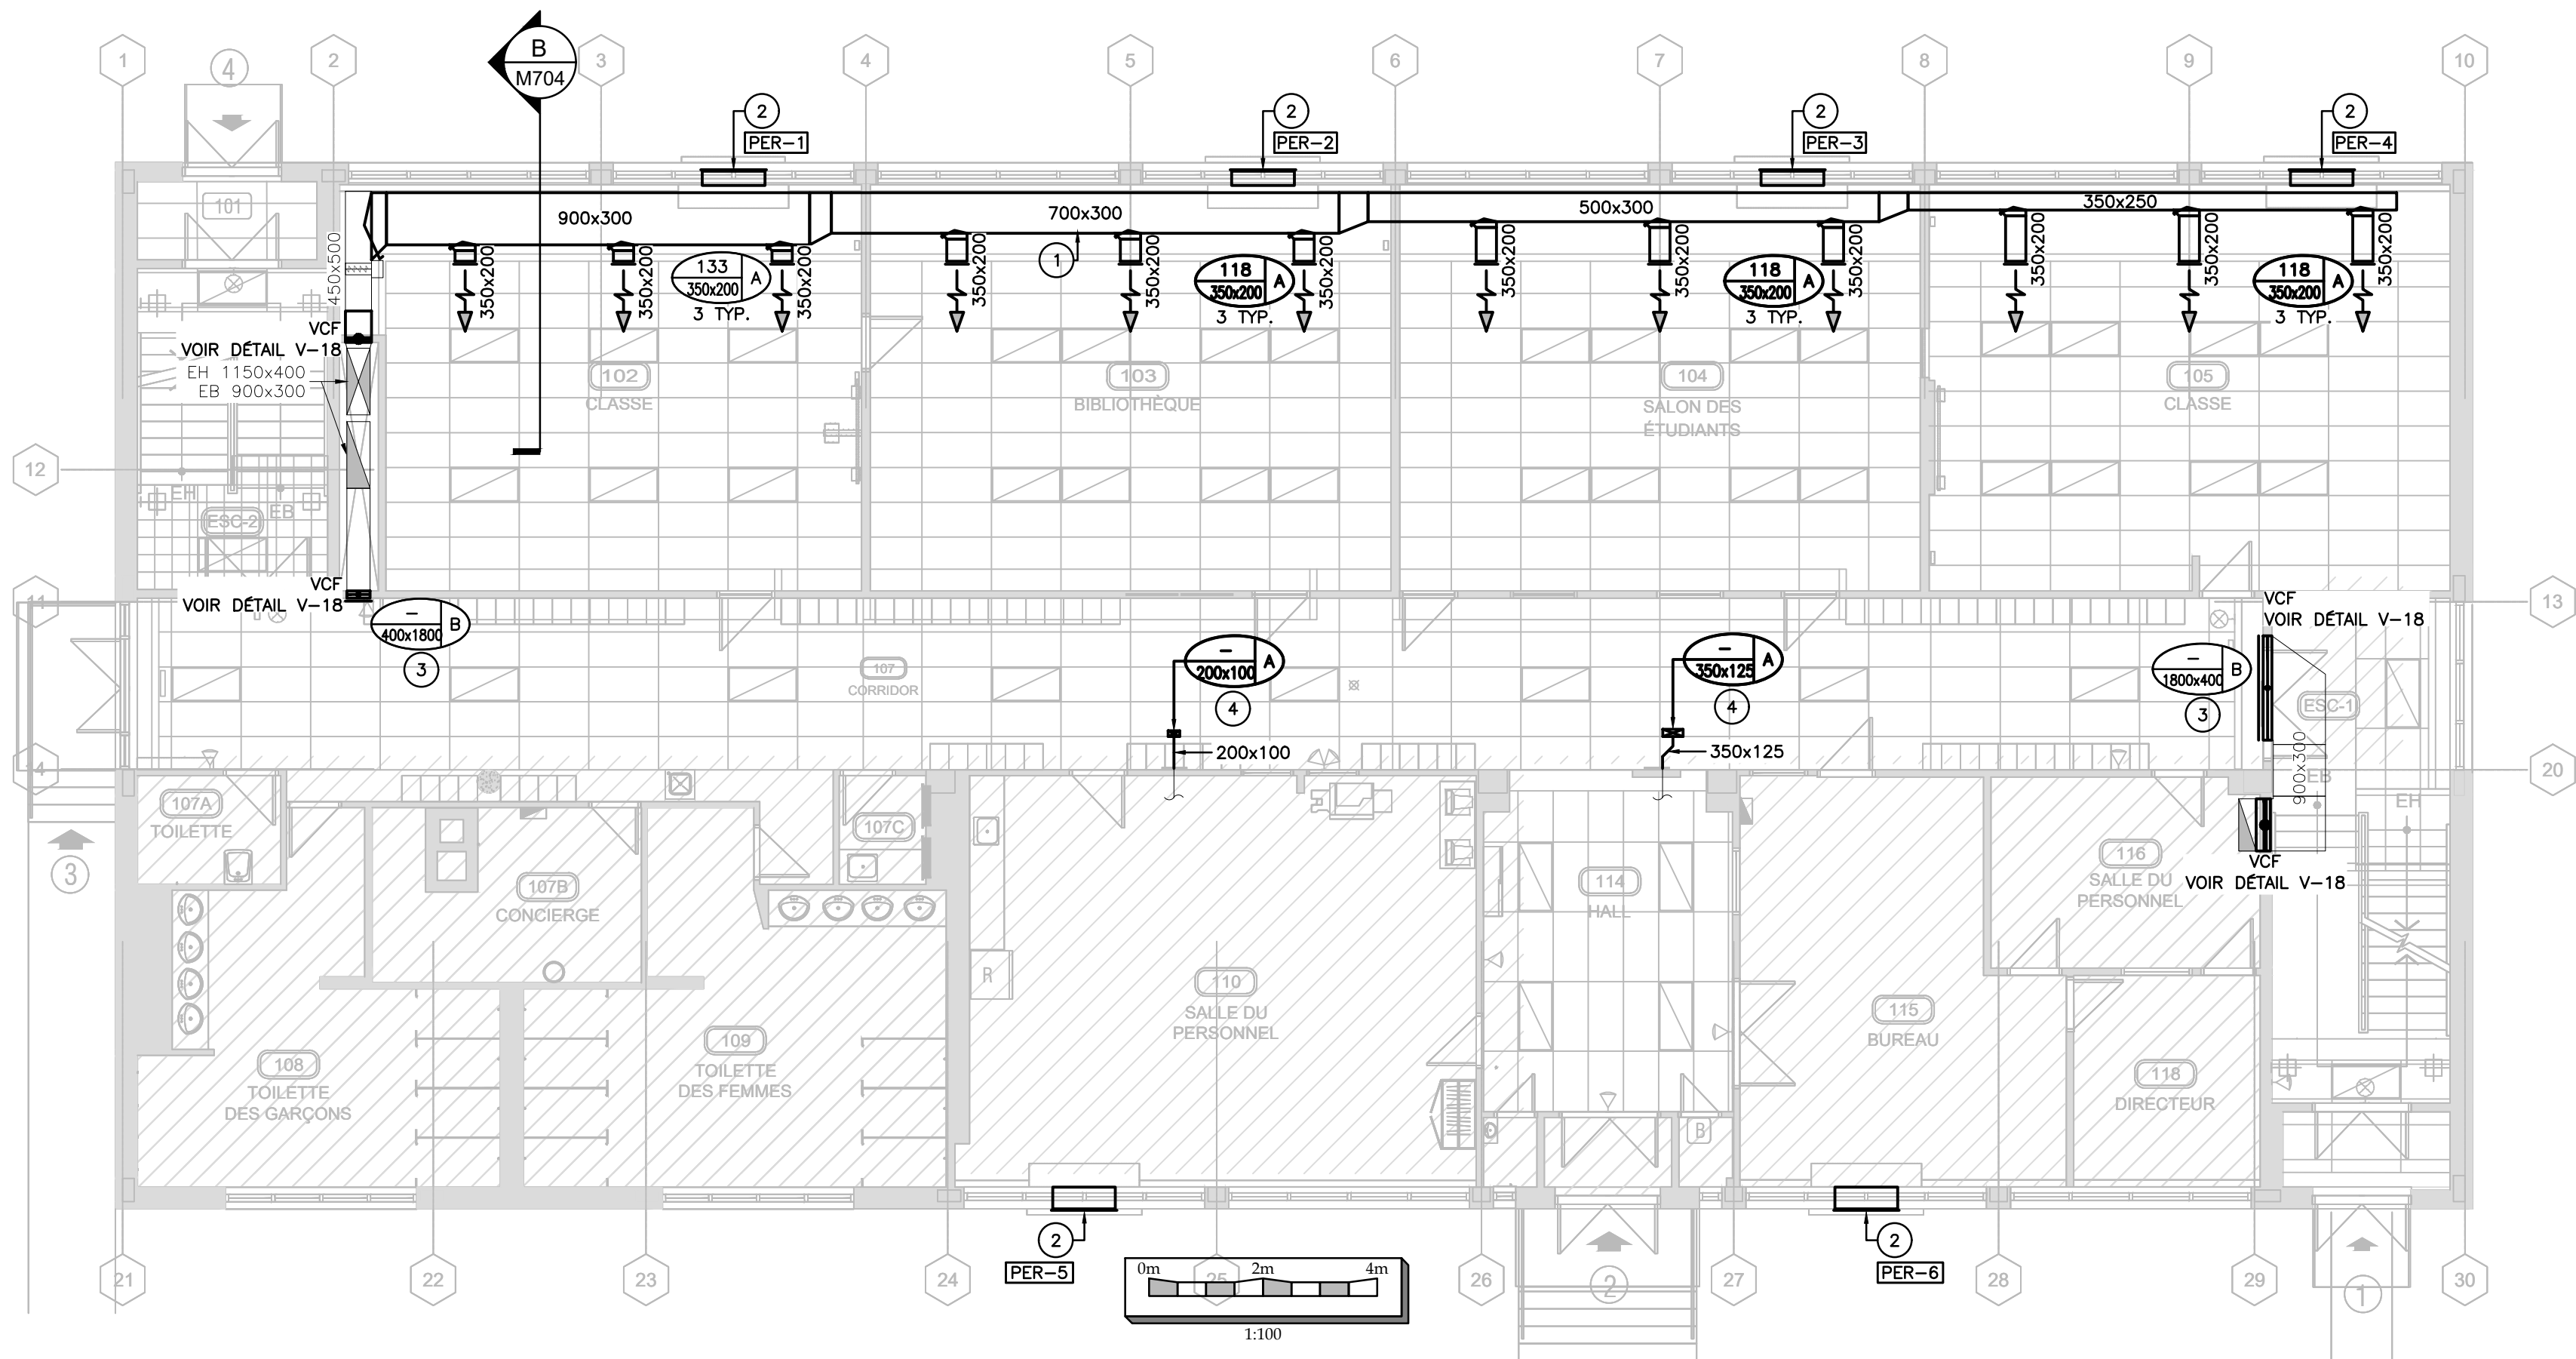 1
4
2
B
M704
3
4
5
6
7
8
9
10
2
PER-1
2
PER-2
2
PER-3
2
PER-4
101
900x300
700x300
500x300
350x250
450x500
350x200
350x200
350x200
350x200
350x200
350x200
350x200
350x200
350x200
350x200
350x200
350x200
1
133
350x200
A
3 TYP.
118
350x200
A
3 TYP.
118
350x200
A
3 TYP.
118
350x200
A
3 TYP.
VCF
VOIR DÉTAIL V-18
EH 1150x400
EB 900x300
102
CLASSE
103
BIBLIOTHÈQUE
104
SALON DES
ÉTUDIANTS
105
CLASSE
12
EH
EB
ESC-2
VCF
VOIR DÉTAIL V-18
11
13
–
400x1800
B
3
107
CORRIDOR
–
200x100
A
4
–
350x125
A
4
VCF
VOIR DÉTAIL V-18
–
1800x400
B
3
ESC-1
200x100
350x125
900x300
EB
EH
14
20
107A
TOILETTE
3
107B
CONCIERGE
107C
114
HALL
116
SALLE DU
PERSONNEL
VCF
VOIR DÉTAIL V-18
R
110
SALLE DU
PERSONNEL
115
BUREAU
108
TOILETTE
DES GARÇONS
109
TOILETTE
DES FEMMES
118
DIRECTEUR
B
2
PER-5
2
PER-6
21
22
23
24
25
26
2
27
28
29
1
30
0m 2m 4m
1:100